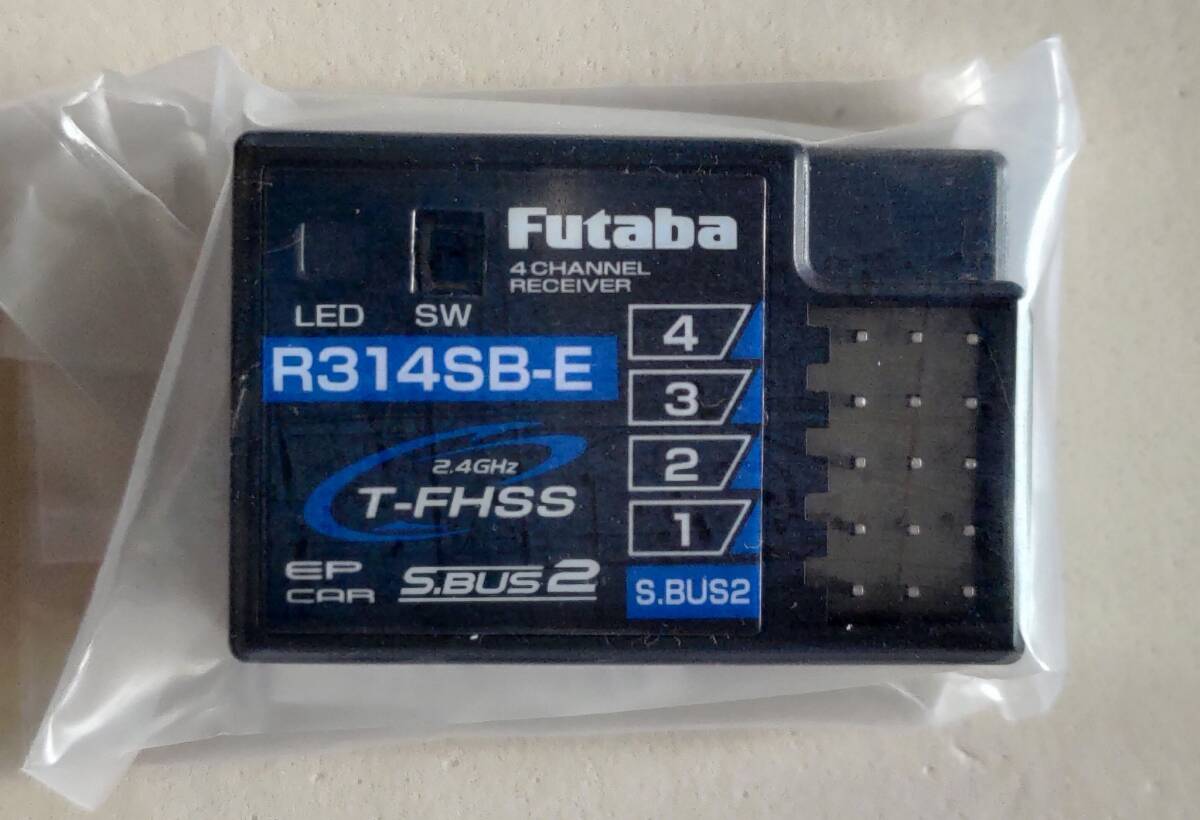 Futaba
4 CHANNEL
RECEIVER
LED SW
R314SB-E
4
3
2
1
2.4GHz
T-FHSS
EP
CAR
S.BUS2
S.BUS2